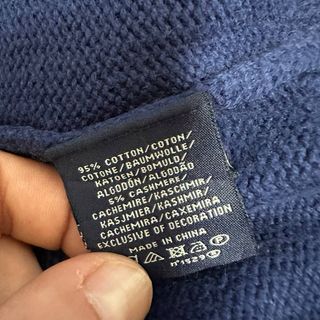 95% COTTON/COTON/
COTONE/BAUMWOLLE/
KATOEN/BOMULD/
ALGODÓN/ALGODÃO
5% CASHMERE/
CACHEMIRE/KASCHMIR/
KASJMIER/KASHMIR/
CACHEMIRA/CAXEMIRA
EXCLUSIVE OF DECORATION
MADE IN CHINA
N°1529